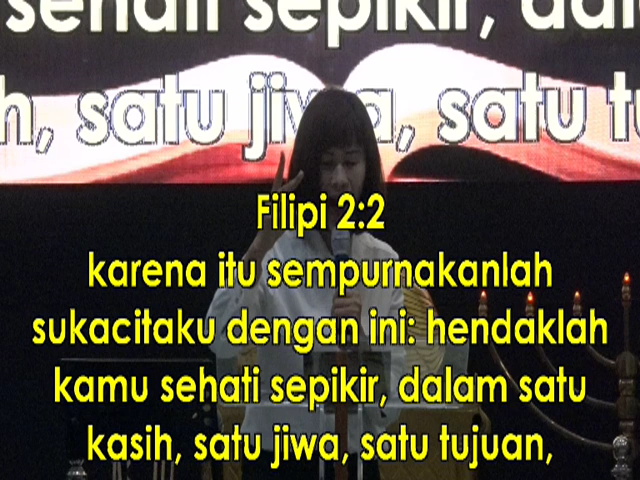 sehati sepikir, dal
h, satu jiwa, satu tu
Filipi 2:2
karena itu sempurnakanlah
sukacitaku dengan ini: hendaklah
kamu sehati sepikir, dalam satu
kasih, satu jiwa, satu tujuan,